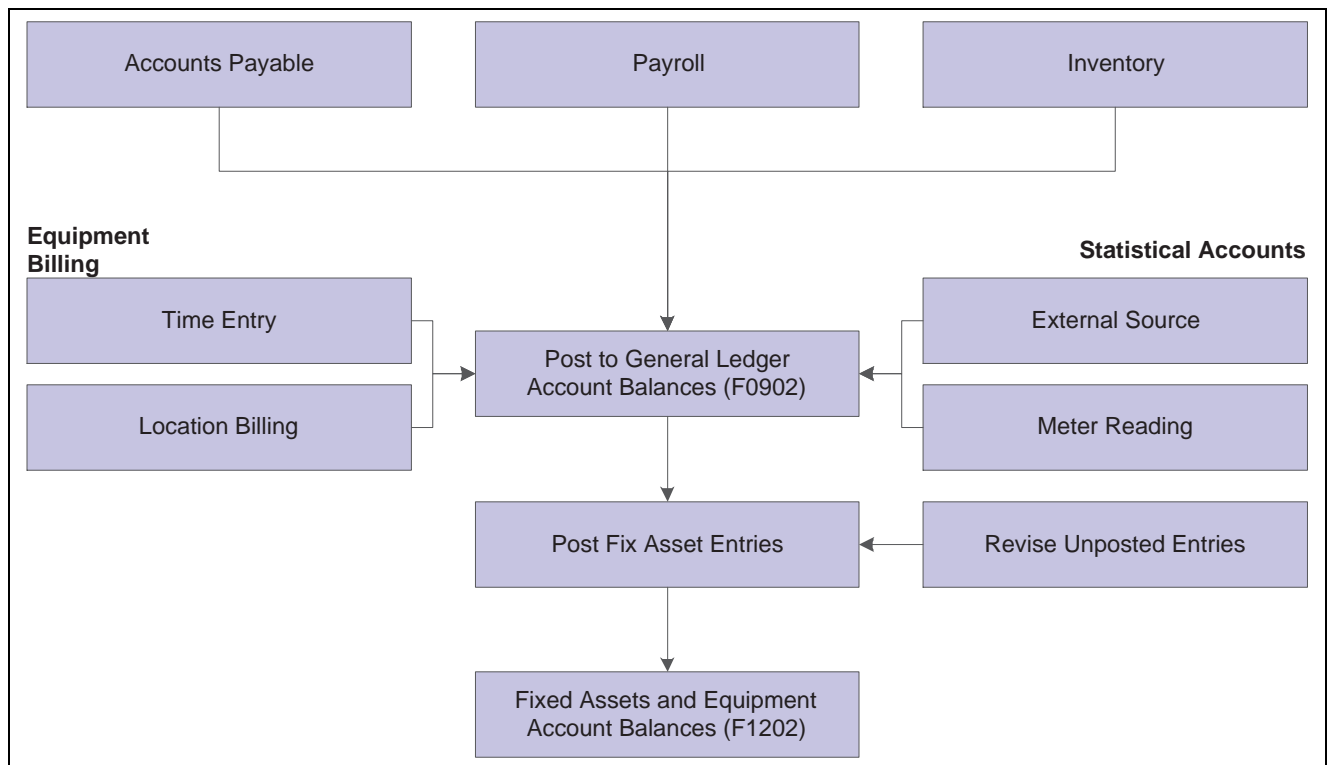 Accounts Payable
Payroll
Inventory
Equipment
Billing
Statistical Accounts
Time Entry
External Source
Post to General Ledger
Account Balances (F0902)
Location Billing
Meter Reading
Post Fix Asset Entries
Revise Unposted Entries
Fixed Assets and Equipment
Account Balances (F1202)